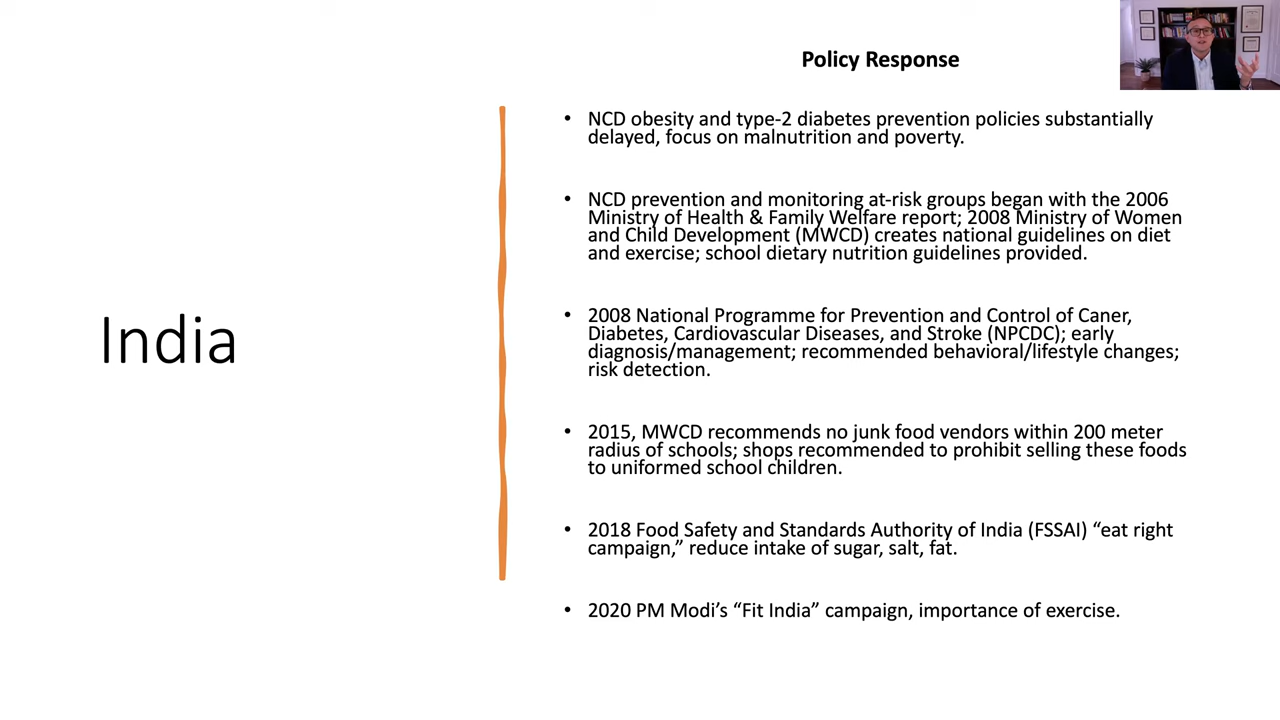 Policy Response
India
• NCD obesity and type-2 diabetes prevention policies substantially
delayed, focus on malnutrition and poverty.
• NCD prevention and monitoring at-risk groups began with the 2006
Ministry of Health & Family Welfare report; 2008 Ministry of Women
and Child Development (MWCD) creates national guidelines on diet
and exercise; school dietary nutrition guidelines provided.
• 2008 National Programme for Prevention and Control of Caner,
Diabetes, Cardiovascular Diseases, and Stroke (NPCDC); early
diagnosis/management; recommended behavioral/lifestyle changes;
risk detection.
• 2015, MWCD recommends no junk food vendors within 200 meter
radius of schools; shops recommended to prohibit selling these foods
to uniformed school children.
• 2018 Food Safety and Standards Authority of India (FSSAI) “eat right
campaign,” reduce intake of sugar, salt, fat.
• 2020 PM Modi’s “Fit India” campaign, importance of exercise.